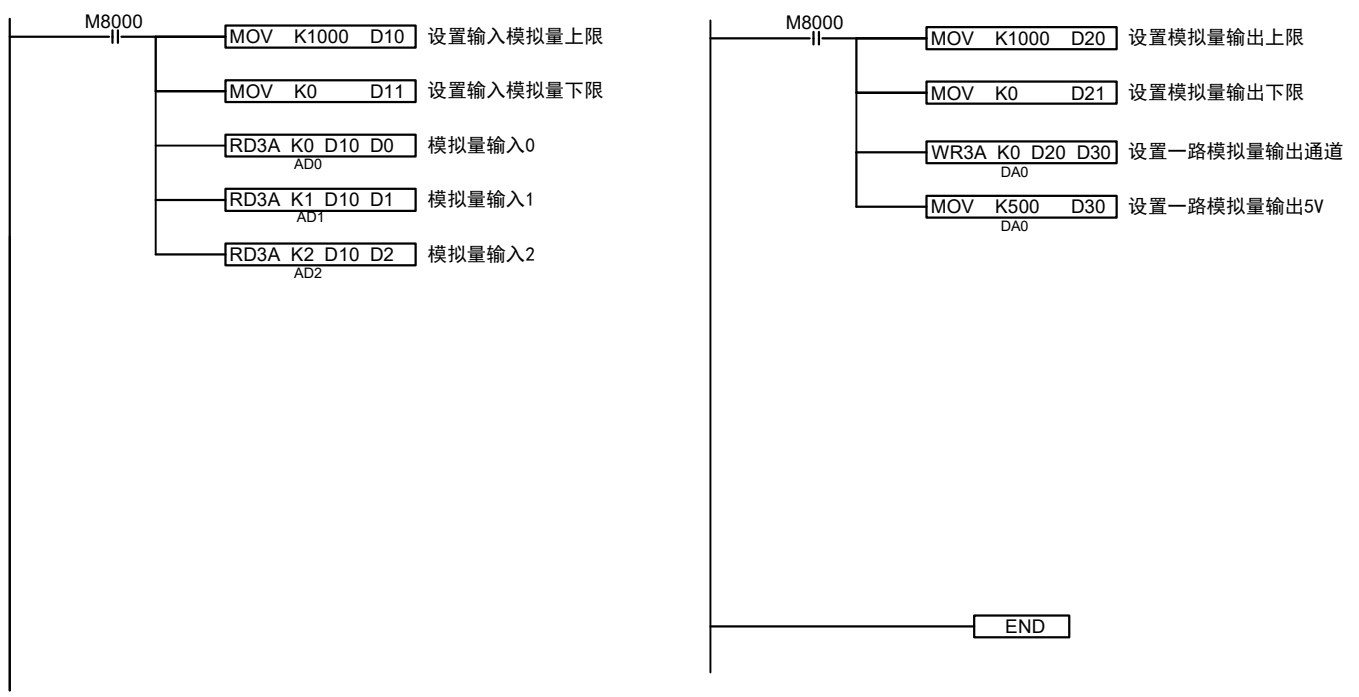 M8000
MOV K1000 D10 设置输入模拟量上限
MOV K0 D11 设置输入模拟量下限
RD3A K0 D10 D0 模拟量输入0
AD0
RD3A K1 D10 D1 模拟量输入1
AD1
RD3A K2 D10 D2 模拟量输入2
AD2
M8000
MOV K1000 D20 设置模拟量输出上限
MOV K0 D21 设置模拟量输出下限
WR3A K0 D20 D30 设置一路模拟量输出通道
DA0
MOV K500 D30 设置一路模拟量输出5V
DA0
END